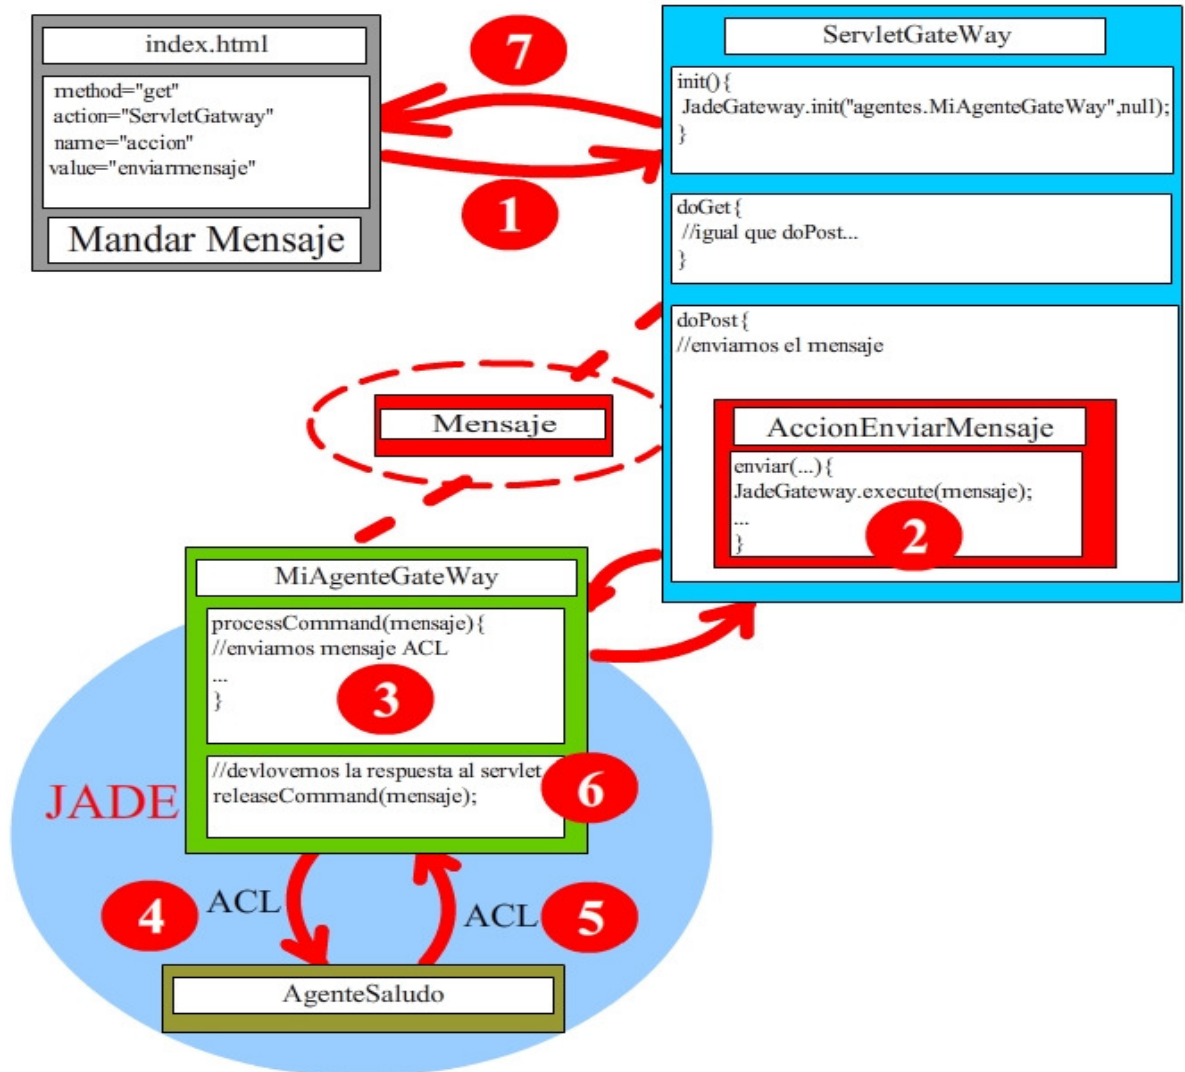 index.html
method="get"
action="ServletGatway"
name="accion"
value="enviarmensaje"
Mandar Mensaje
7
1
ServletGateWay
init(){
JadeGateway.init("agentes.MiAgenteGateWay",null);
}
doGet{
//igual que doPost...
}
doPost{
//enviamos el mensaje
AccionEnviarMensaje
enviar(...){
JadeGateway.execute(mensaje);
...
}
2
Mensaje
MiAgenteGateWay
processCommand(mensaje){
//enviamos mensaje ACL
...
}
3
//devlovemos la respuesta al servlet
releaseCommand(mensaje);
6
JADE
4
ACL
ACL
5
AgenteSaludo